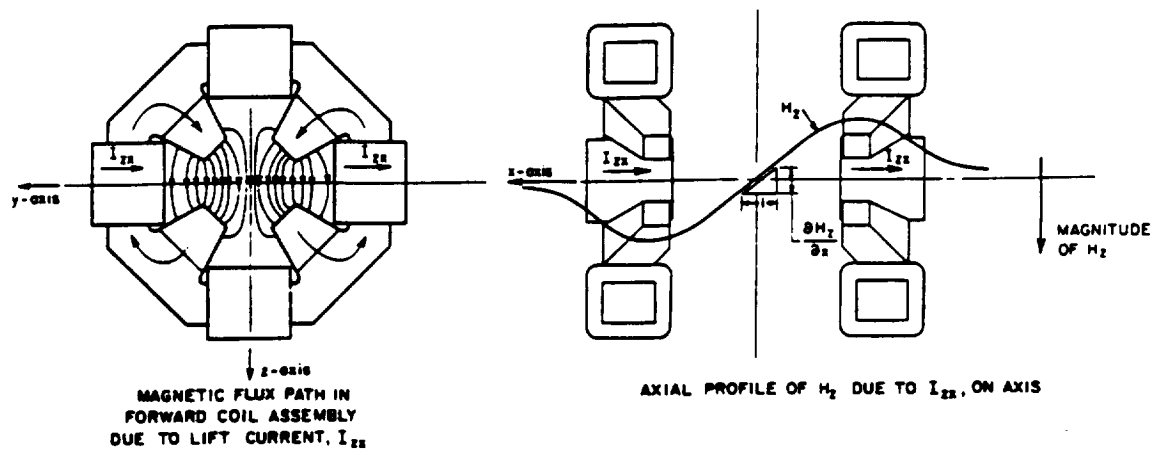 I_zx
I_zx
y-axis
z-axis
MAGNETIC FLUX PATH IN
FORWARD COIL ASSEMBLY
DUE TO LIFT CURRENT, I_zx
H_z
I_zx
I_zx
x-axis
1
∂H_z
∂x
MAGNITUDE
OF H_z
AXIAL PROFILE OF H_z DUE TO I_zx, ON AXIS